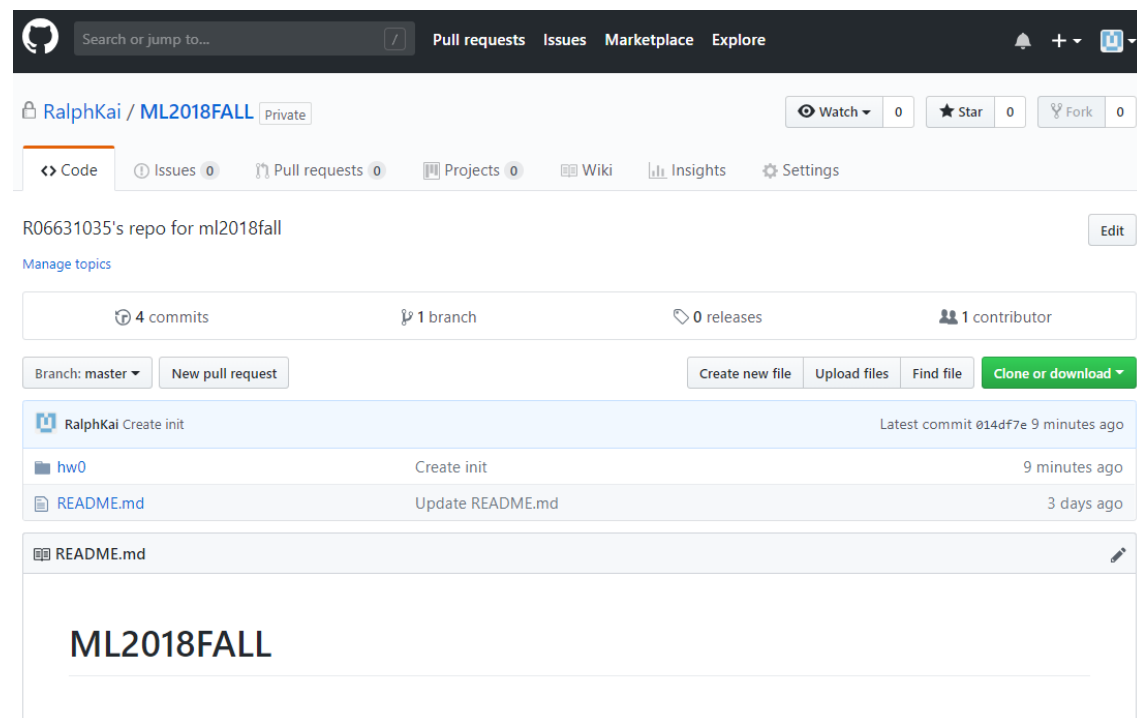 Search or jump to... / Pull requests Issues Marketplace Explore
RalphKai / ML2018FALL Private Watch 0 Star 0 Fork 0
Code Issues 0 Pull requests 0 Projects 0 Wiki Insights Settings
R06631035's repo for ml2018fall Edit
Manage topics
4 commits 1 branch 0 releases 1 contributor
Branch: master New pull request Create new file Upload files Find file Clone or download
RalphKai Create init Latest commit 014df7e 9 minutes ago
hw0 Create init 9 minutes ago
README.md Update README.md 3 days ago
README.md
ML2018FALL